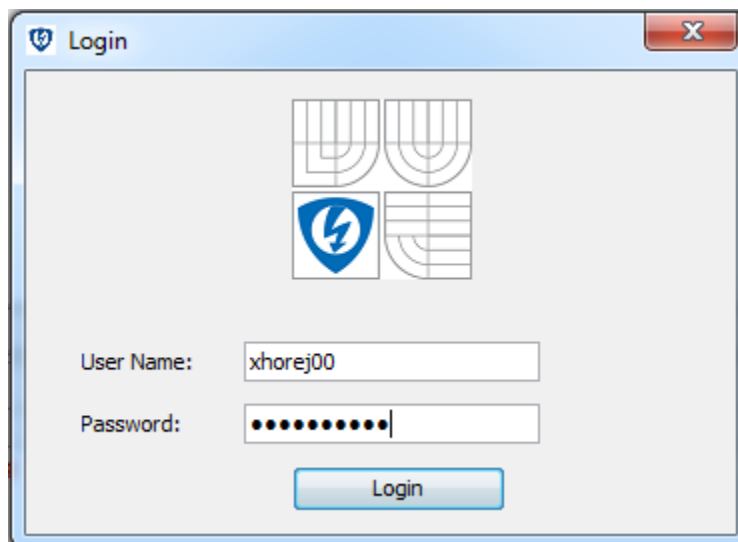 Login
User Name: xhorej00
Password: ••••••••••
Login